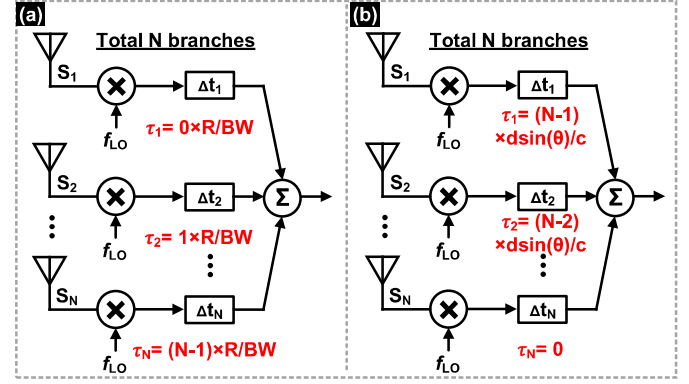 (a)
Total N branches
S1
Δt1
fLO
τ1= 0×R/BW
S2
Δt2
Σ
fLO
τ2= 1×R/BW
SN
ΔtN
fLO
τN= (N-1)×R/BW
(b)
Total N branches
S1
Δt1
fLO
τ1= (N-1)
×dsin(θ)/c
S2
Δt2
Σ
fLO
τ2= (N-2)
×dsin(θ)/c
SN
ΔtN
fLO
τN= 0